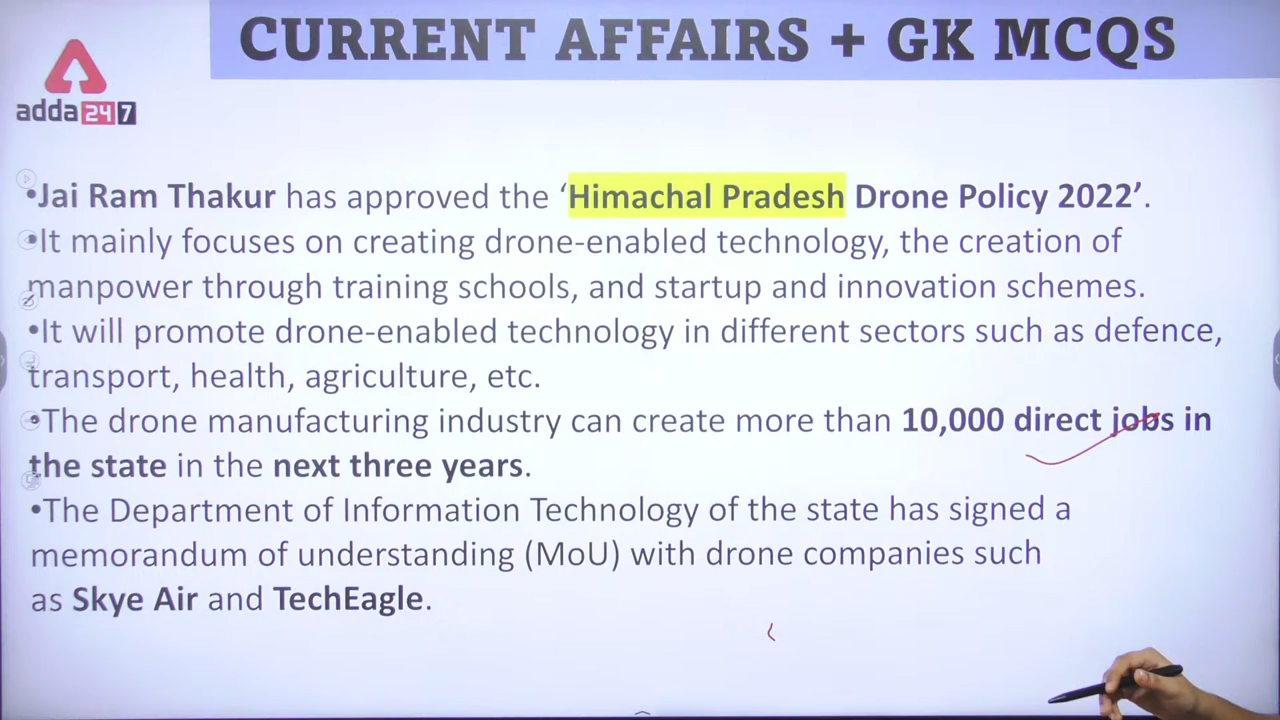 CURRENT AFFAIRS + GK MCQS
adda247
•Jai Ram Thakur has approved the ‘Himachal Pradesh Drone Policy 2022’.
•It mainly focuses on creating drone-enabled technology, the creation of
manpower through training schools, and startup and innovation schemes.
•It will promote drone-enabled technology in different sectors such as defence,
transport, health, agriculture, etc.
•The drone manufacturing industry can create more than 10,000 direct jobs in
the state in the next three years.
•The Department of Information Technology of the state has signed a
memorandum of understanding (MoU) with drone companies such
as Skye Air and TechEagle.